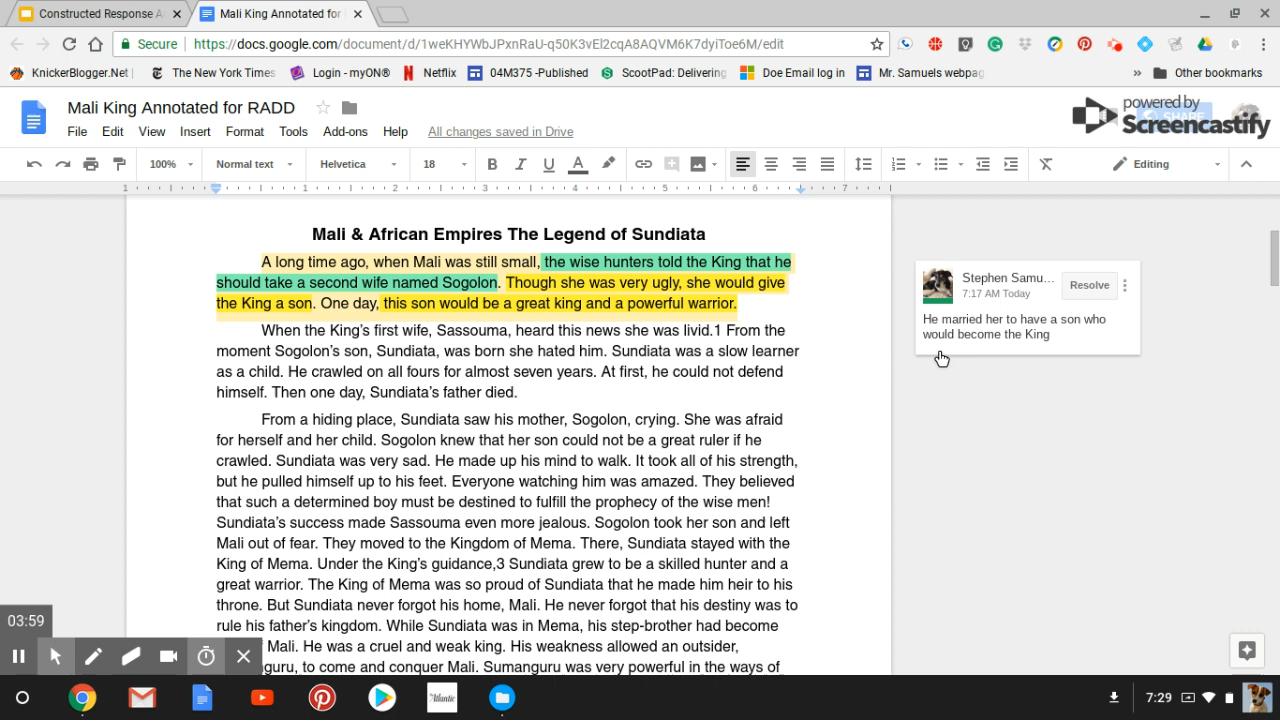 Constructed Response A
Mali King Annotated for
Secure https://docs.google.com/document/d/1weKHYWbJPxnRaU-q50K3vEl2cqA8AQVM6K7dyiToe6M/edit
KnickerBlogger.Net
The New York Times
Login - myON®
Netflix
04M375 -Published
ScootPad: Delivering
Doe Email log in
Mr. Samuels webpag
»
Other bookmarks
Mali King Annotated for RADD
powered by
Screencastify
SHARE
File Edit View Insert Format Tools Add-ons Help All changes saved in Drive
100% Normal text Helvetica 18 B I U A Editing
1 1 2 3 4 5 6 7
Mali & African Empires The Legend of Sundiata
A long time ago, when Mali was still small, the wise hunters told the King that he
should take a second wife named Sogolon. Though she was very ugly, she would give
the King a son. One day, this son would be a great king and a powerful warrior.
When the King's first wife, Sassouma, heard this news she was livid.1 From the
moment Sogolon's son, Sundiata, was born she hated him. Sundiata was a slow learner
as a child. He crawled on all fours for almost seven years. At first, he could not defend
himself. Then one day, Sundiata's father died.
From a hiding place, Sundiata saw his mother, Sogolon, crying. She was afraid
for herself and her child. Sogolon knew that her son could not be a great ruler if he
crawled. Sundiata was very sad. He made up his mind to walk. It took all of his strength,
but he pulled himself up to his feet. Everyone watching him was amazed. They believed
that such a determined boy must be destined to fulfill the prophecy of the wise men!
Sundiata's success made Sassouma even more jealous. Sogolon took her son and left
Mali out of fear. They moved to the Kingdom of Mema. There, Sundiata stayed with the
King of Mema. Under the King's guidance,3 Sundiata grew to be a skilled hunter and a
great warrior. The King of Mema was so proud of Sundiata that he made him heir to his
throne. But Sundiata never forgot his home, Mali. He never forgot that his destiny was to
rule his father's kingdom. While Sundiata was in Mema, his step-brother had become
Mali. He was a cruel and weak king. His weakness allowed an outsider,
nguru, to come and conquer Mali. Sumanguru was very powerful in the ways of
Stephen Samu...
7:17 AM Today
Resolve
He married her to have a son who
would become the King
03:59
Atlantic
7:29